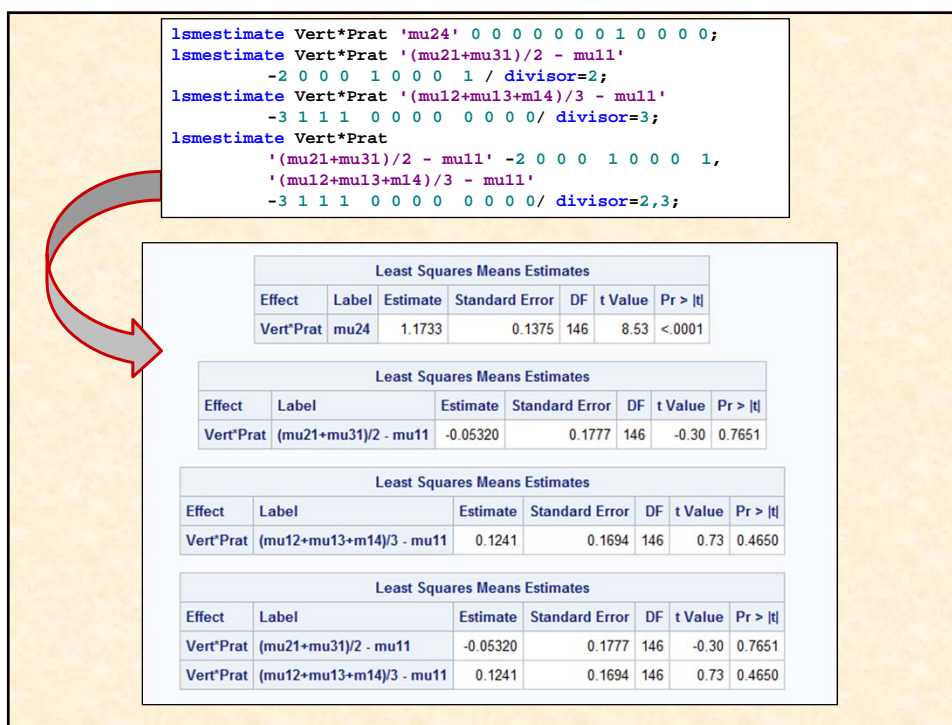 lsmestimate Vert*Prat 'mu24' 0 0 0 0 0 0 0 1 0 0 0 0;
lsmestimate Vert*Prat '(mu21+mu31)/2 - mu11'
-2 0 0 0 1 0 0 0 1 / divisor=2;
lsmestimate Vert*Prat '(mu12+mu13+m14)/3 - mu11'
-3 1 1 1 0 0 0 0 0 0 0 0/ divisor=3;
lsmestimate Vert*Prat
'(mu21+mu31)/2 - mu11' -2 0 0 0 1 0 0 0 1,
'(mu12+mu13+m14)/3 - mu11'
-3 1 1 1 0 0 0 0 0 0 0 0/ divisor=2,3;
Least Squares Means Estimates
Effect Label Estimate Standard Error DF t Value Pr > |t|
Vert*Prat mu24 1.1733 0.1375 146 8.53 <.0001
Least Squares Means Estimates
Effect Label Estimate Standard Error DF t Value Pr > |t|
Vert*Prat (mu21+mu31)/2 - mu11 -0.05320 0.1777 146 -0.30 0.7651
Least Squares Means Estimates
Effect Label Estimate Standard Error DF t Value Pr > |t|
Vert*Prat (mu12+mu13+m14)/3 - mu11 0.1241 0.1694 146 0.73 0.4650
Least Squares Means Estimates
Effect Label Estimate Standard Error DF t Value Pr > |t|
Vert*Prat (mu21+mu31)/2 - mu11 -0.05320 0.1777 146 -0.30 0.7651
Vert*Prat (mu12+mu13+m14)/3 - mu11 0.1241 0.1694 146 0.73 0.4650